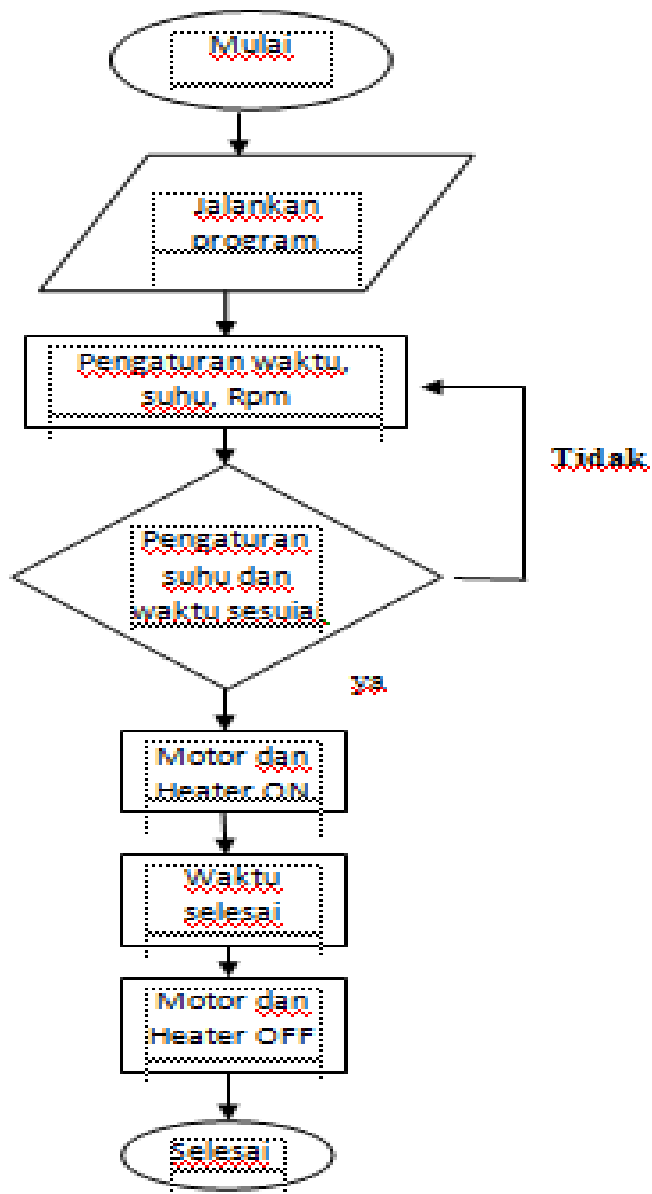 Mulai
Jalankan
program
Pengaturan waktu,
suhu, Rpm
Tidak
Pengaturan
suhu dan
waktu sesuiai.
ya
Motor dan
Heater ON
Waktu
selesai
Motor dan
Heater OFF
Selesai